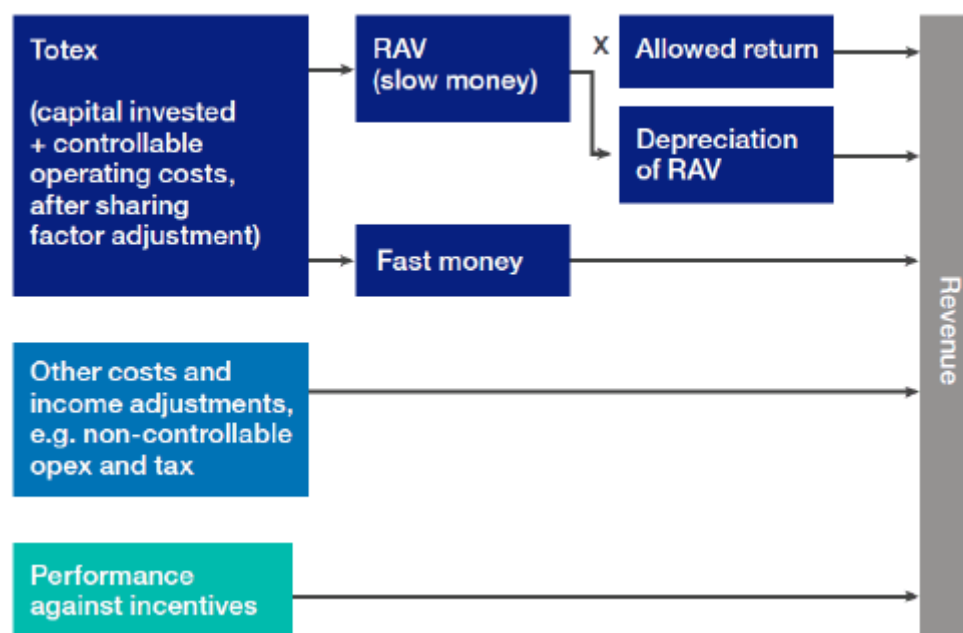 Totex
(capital invested
+ controllable
operating costs,
after sharing
factor adjustment)
RAV
(slow money)
X
Allowed return
Depreciation
of RAV
Fast money
Other costs and
income adjustments,
e.g. non-controllable
opex and tax
Performance
against incentives
Revenue